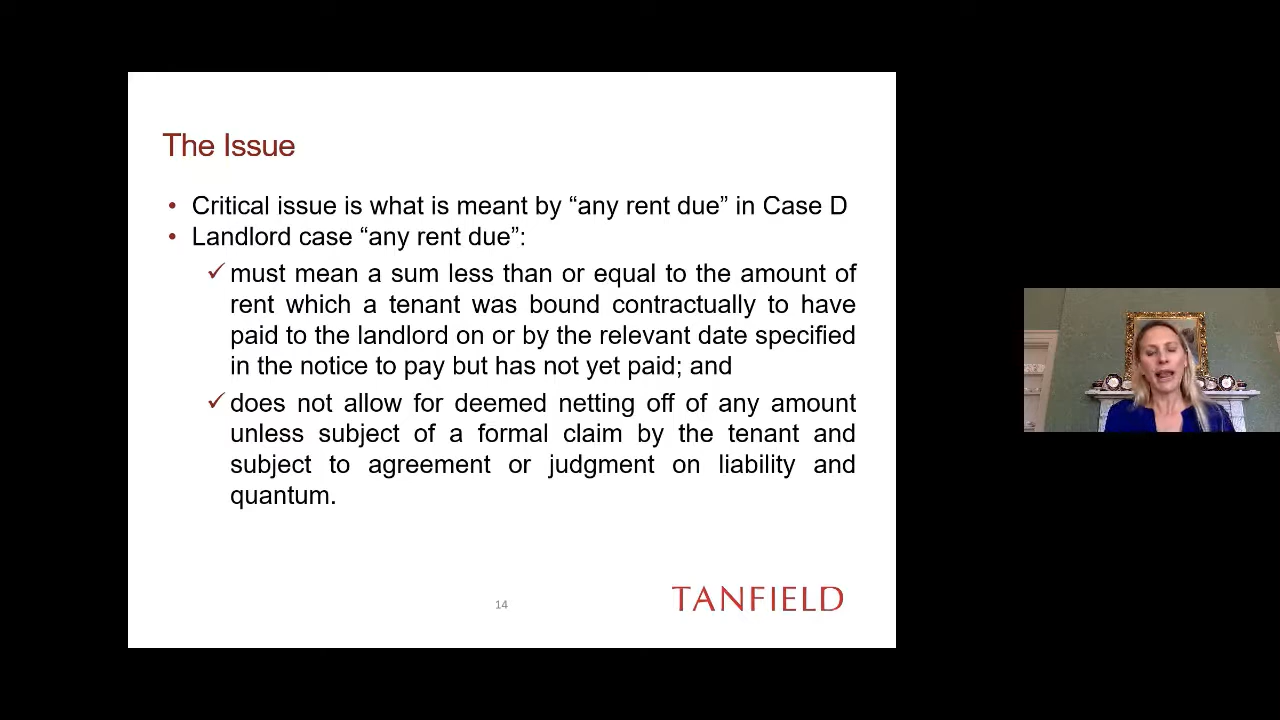 The Issue
• Critical issue is what is meant by “any rent due” in Case D
• Landlord case “any rent due”:
✓ must mean a sum less than or equal to the amount of
rent which a tenant was bound contractually to have
paid to the landlord on or by the relevant date specified
in the notice to pay but has not yet paid; and
✓ does not allow for deemed netting off of any amount
unless subject of a formal claim by the tenant and
subject to agreement or judgment on liability and
quantum.
14
TANFIELD